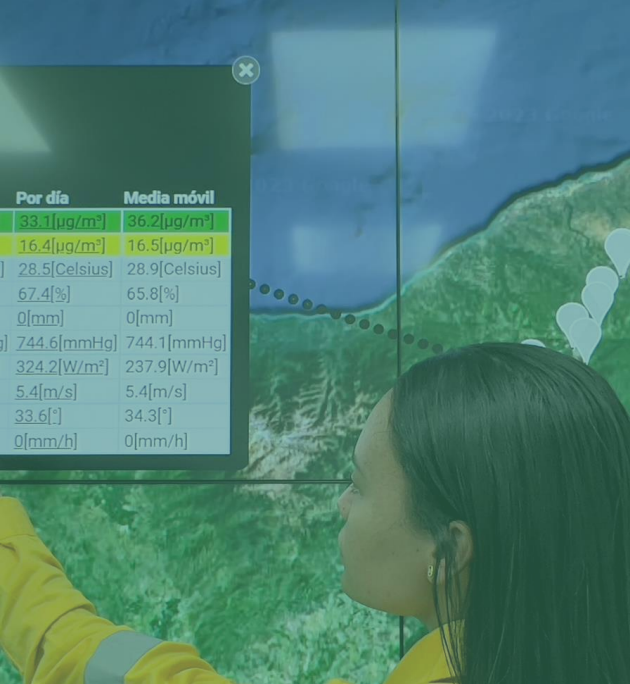 Por día Media móvil
33.1[µg/m³] 36.2[µg/m³]
16.4[µg/m³] 16.5[µg/m³]
] 28.5[Celsius] 28.9[Celsius]
67.4[%] 65.8[%]
0[mm] 0[mm]
g] 744.6[mmHg] 744.1[mmHg]
324.2[W/m²] 237.9[W/m²]
5.4[m/s] 5.4[m/s]
33.6[°] 34.3[°]
0[mm/h] 0[mm/h]